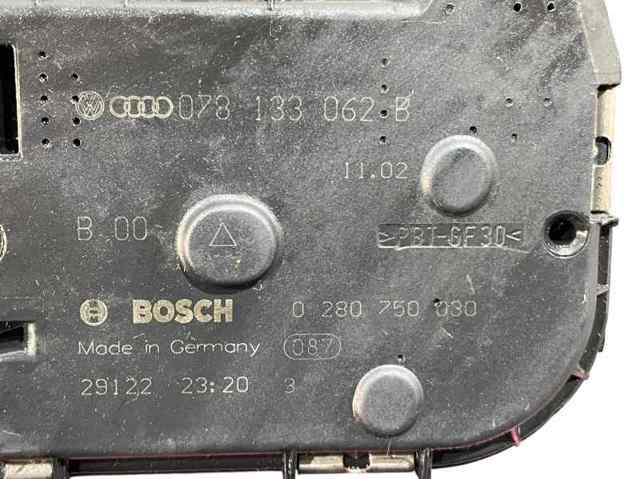 078 133 062 B
11.02
B 00
>PBT-GF30<
BOSCH 0 280 750 030
Made in Germany 087
29122 23:20 3